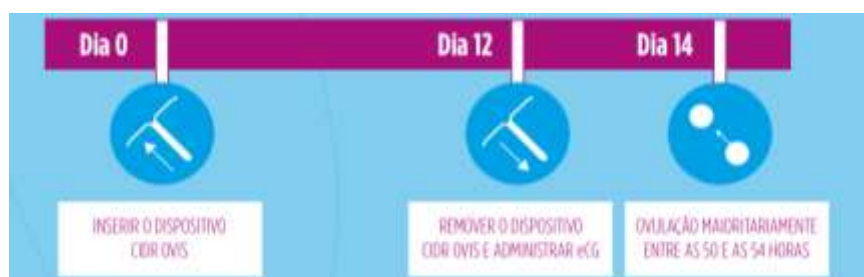 Dia 0
Dia 12
Dia 14
INSERIR O DISPOSITIVO
CIDR OVIS
REMOVER O DISPOSITIVO
CIDR OVIS E ADMINISTRAR eCG
OVULAÇÃO MAIORITARIAMENTE
ENTRE AS 50 E AS 54 HORAS